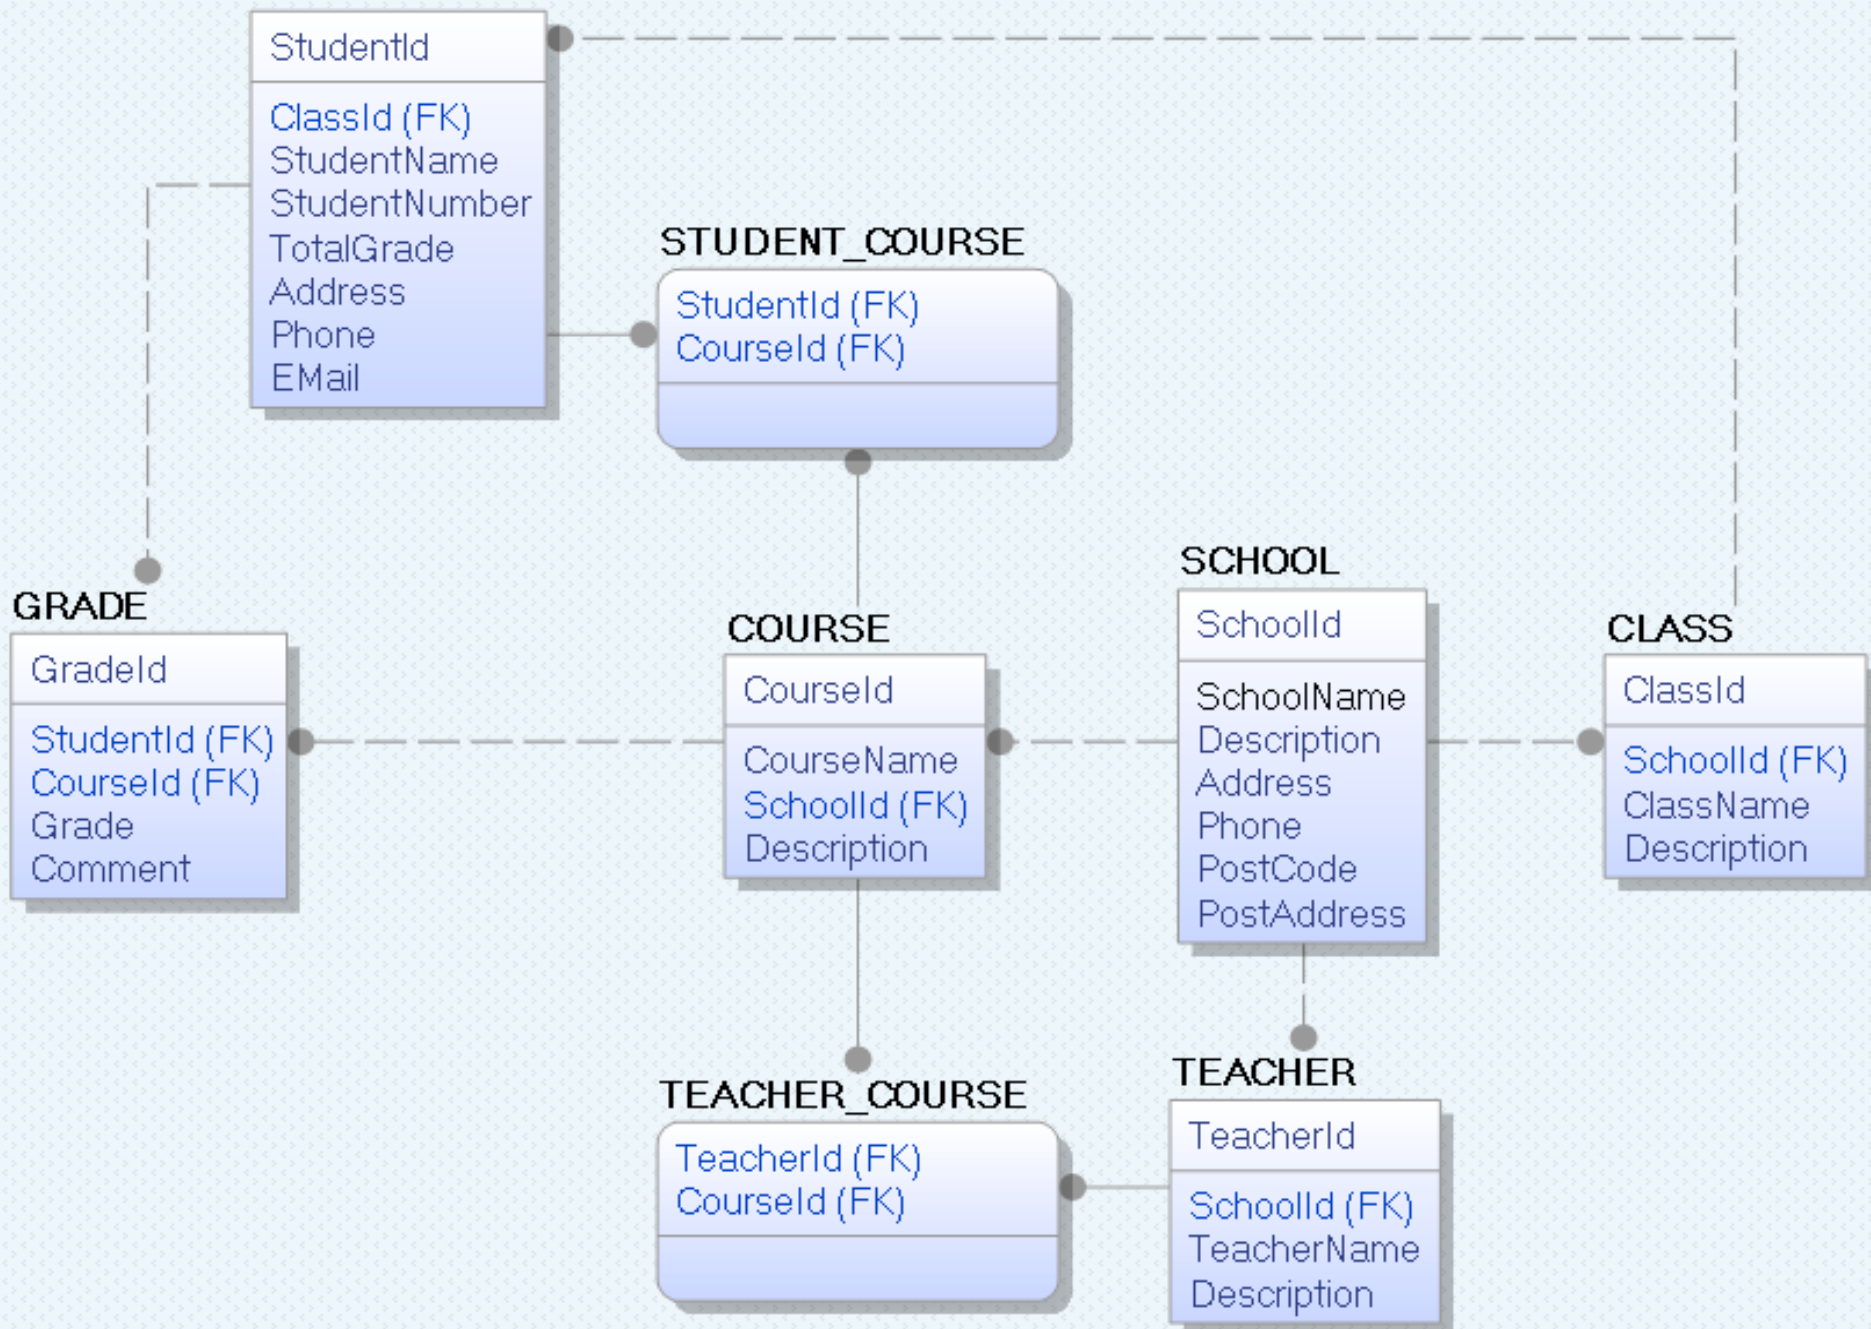 StudentId
ClassId (FK)
StudentName
StudentNumber
TotalGrade
Address
Phone
EMail
STUDENT_COURSE
StudentId (FK)
CourseId (FK)
GRADE
GradeId
StudentId (FK)
CourseId (FK)
Grade
Comment
COURSE
CourseId
CourseName
SchoolId (FK)
Description
SCHOOL
SchoolId
SchoolName
Description
Address
Phone
PostCode
PostAddress
CLASS
ClassId
SchoolId (FK)
ClassName
Description
TEACHER_COURSE
TeacherId (FK)
CourseId (FK)
TEACHER
TeacherId
SchoolId (FK)
TeacherName
Description